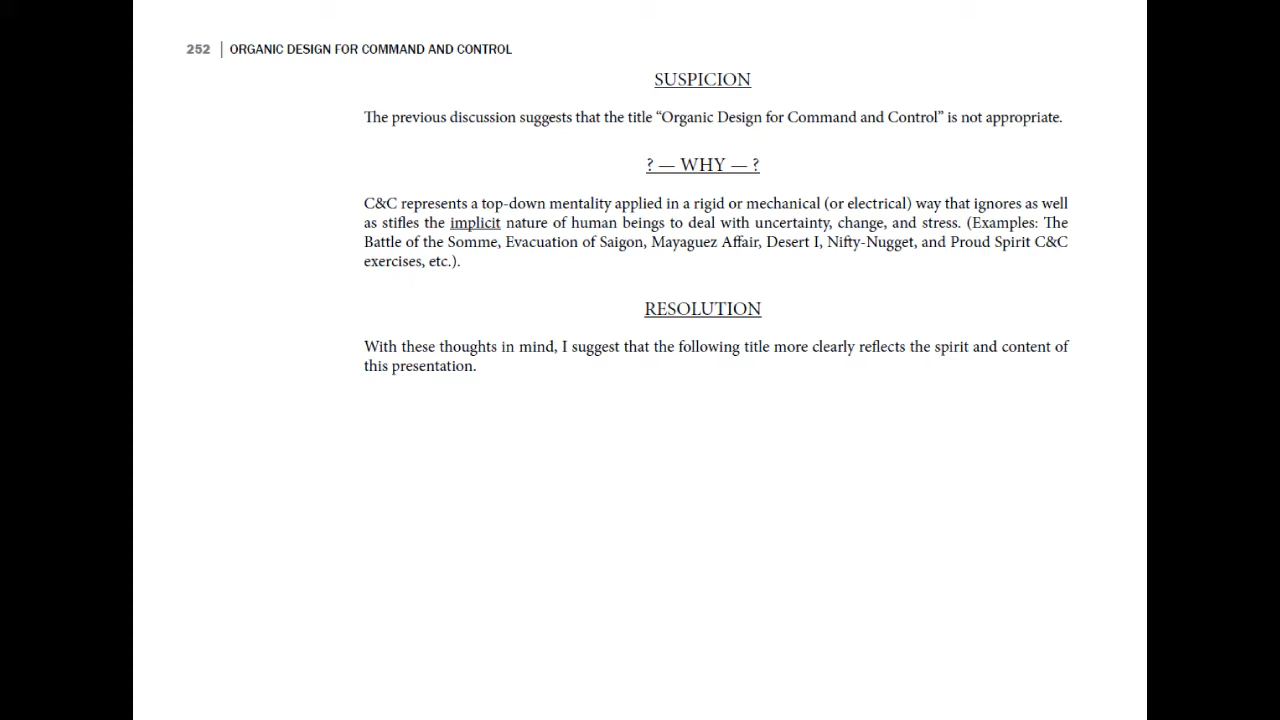 252 | ORGANIC DESIGN FOR COMMAND AND CONTROL
SUSPICION
The previous discussion suggests that the title “Organic Design for Command and Control” is not appropriate.
? — WHY — ?
C&C represents a top-down mentality applied in a rigid or mechanical (or electrical) way that ignores as well
as stifles the implicit nature of human beings to deal with uncertainty, change, and stress. (Examples: The
Battle of the Somme, Evacuation of Saigon, Mayaguez Affair, Desert I, Nifty-Nugget, and Proud Spirit C&C
exercises, etc.).
RESOLUTION
With these thoughts in mind, I suggest that the following title more clearly reflects the spirit and content of
this presentation.